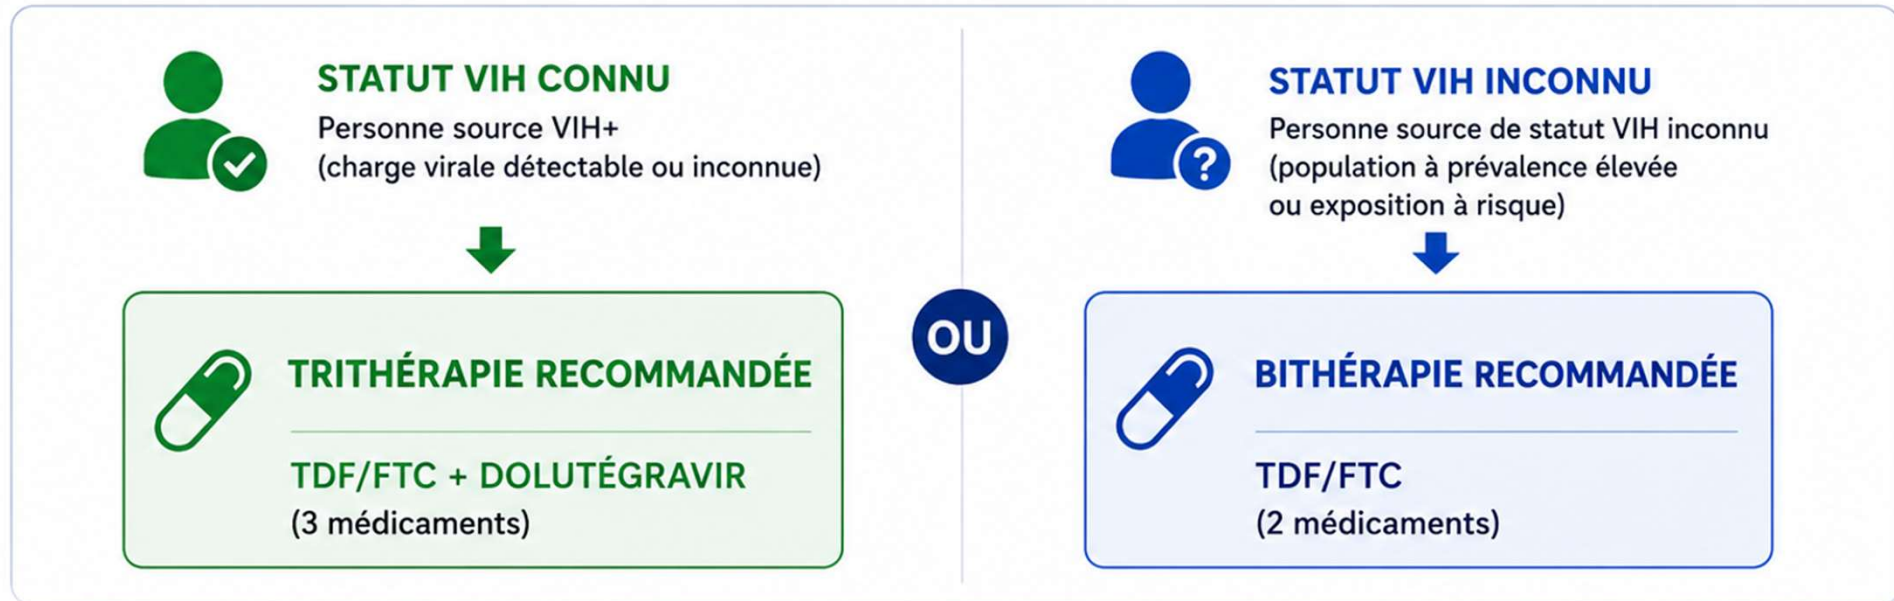 STATUT VIH CONNU
Personne source VIH+
(charge virale détectable ou inconnue)
TRITHÉRAPIE RECOMMANDÉE
TDF/FTC + DOLUTÉGRAVIR
(3 médicaments)
OU
STATUT VIH INCONNU
Personne source de statut VIH inconnu
(population à prévalence élevée
ou exposition à risque)
?
BITHÉRAPIE RECOMMANDÉE
TDF/FTC
(2 médicaments)